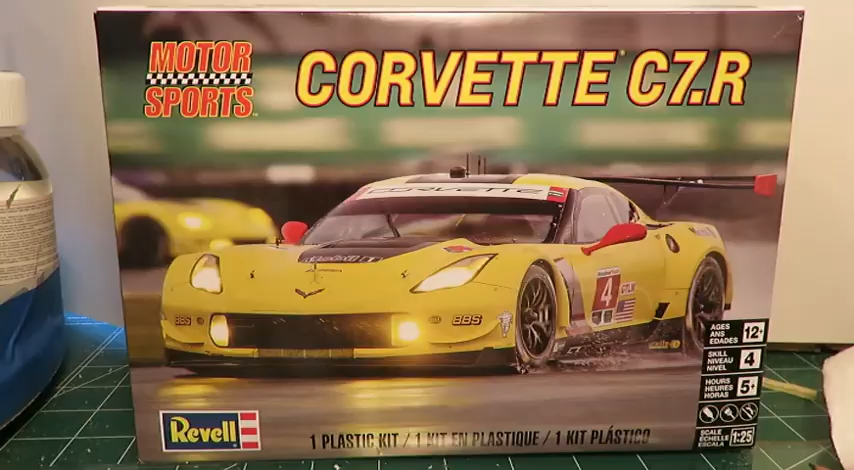 MOTOR
SPORTS
CORVETTE C7.R
CORVETTE
4
GTLM
BBS
BBS
AGES
ANS
EDADES
12+
SKILL
NIVEAU
NIVEL
4
HOURS
HEURES
HORAS
5+
SCALE
ÉCHELLE
ESCALA
1:25
Revell
1 PLASTIC KIT / 1 KIT EN PLASTIQUE / 1 KIT PLÁSTICO